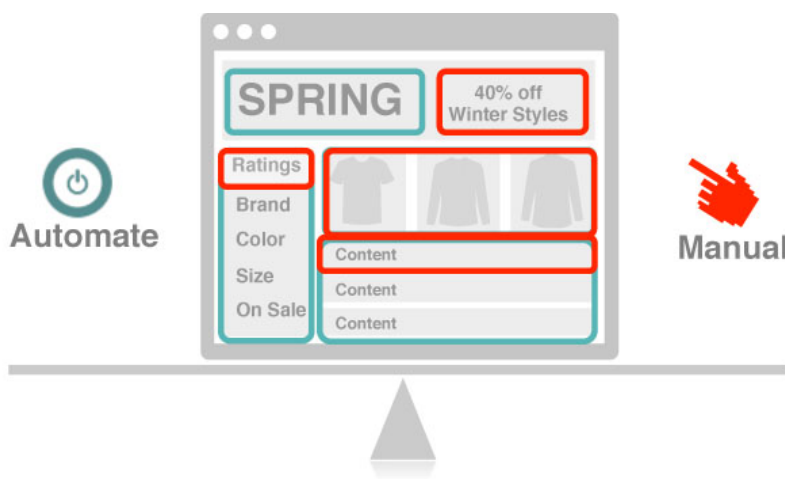 SPRING
40% off
Winter Styles
Ratings
Brand
Color
Size
On Sale
Content
Content
Content
Automate
Manual